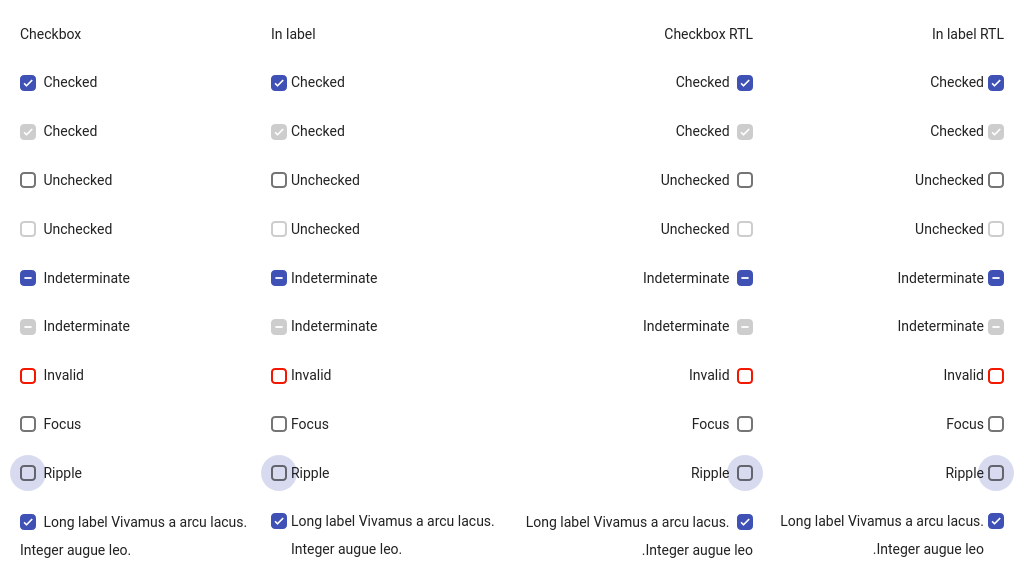 Checkbox
Checked
Checked
Unchecked
Unchecked
Indeterminate
Indeterminate
Invalid
Focus
Ripple
Long label Vivamus a arcu lacus.
Integer augue leo.
In label
Checked
Checked
Unchecked
Unchecked
Indeterminate
Indeterminate
Invalid
Focus
Ripple
Long label Vivamus a arcu lacus.
Integer augue leo.
Checkbox RTL
Checked
Checked
Unchecked
Unchecked
Indeterminate
Indeterminate
Invalid
Focus
Ripple
Long label Vivamus a arcu lacus.
.Integer augue leo
In label RTL
Checked
Checked
Unchecked
Unchecked
Indeterminate
Indeterminate
Invalid
Focus
Ripple
Long label Vivamus a arcu lacus.
.Integer augue leo